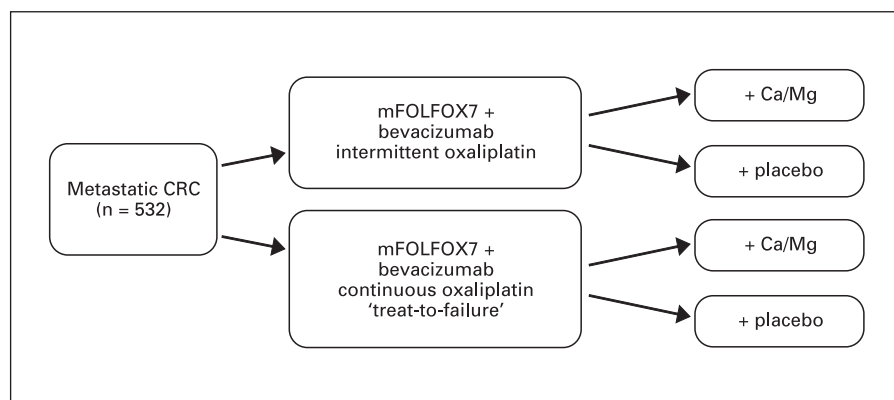 Metastatic CRC
(n = 532)
mFOLFOX7 +
bevacizumab
intermittent oxaliplatin
+ Ca/Mg
+ placebo
mFOLFOX7 +
bevacizumab
continuous oxaliplatin
‘treat-to-failure’
+ Ca/Mg
+ placebo